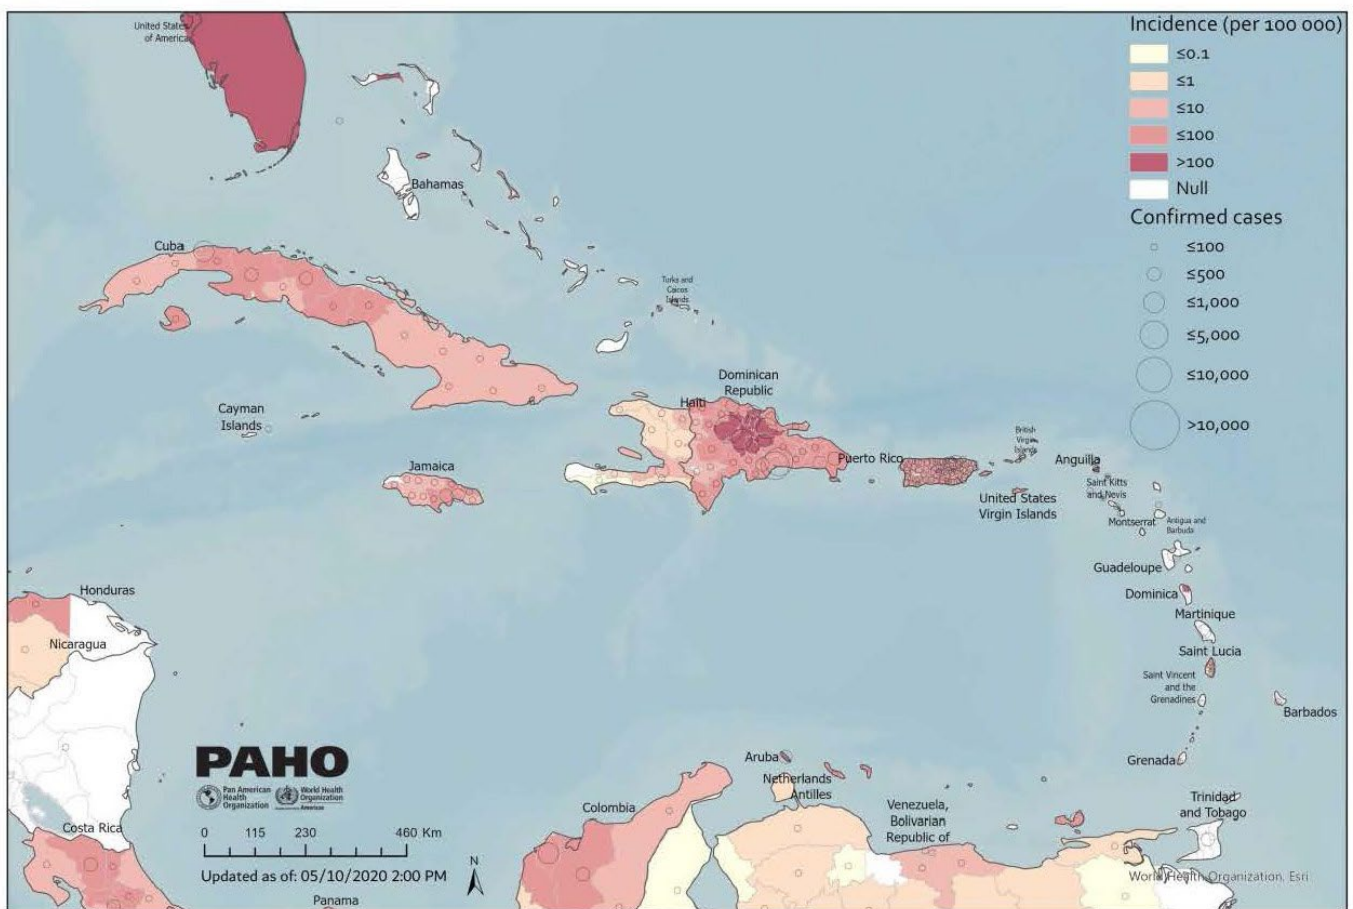 United States
of America
Bahamas
Cuba
Turks and
Caicos
Islands
Cayman
Islands
Jamaica
Haiti
Dominican
Republic
Puerto Rico
British
Virgin
Islands
United States
Virgin Islands
Anguilla
Saint Kitts
and Nevis
Montserrat
Antigua and
Barbuda
Guadeloupe
Dominica
Martinique
Saint Lucia
Saint Vincent
and the
Grenadines
Barbados
Grenada
Trinidad
and Tobago
Honduras
Nicaragua
Costa Rica
Panama
Colombia
Aruba
Netherlands
Antilles
Venezuela,
Bolivarian
Republic of
Incidence (per 100 000)
≤0.1
≤1
≤10
≤100
>100
Null
Confirmed cases
≤100
≤500
≤1,000
≤5,000
≤10,000
>10,000
PAHO
Pan American
Health
Organization
World Health
Organization
Americas
0 115 230 460 Km
N
Updated as of: 05/10/2020 2:00 PM
World Health Organization, Esri